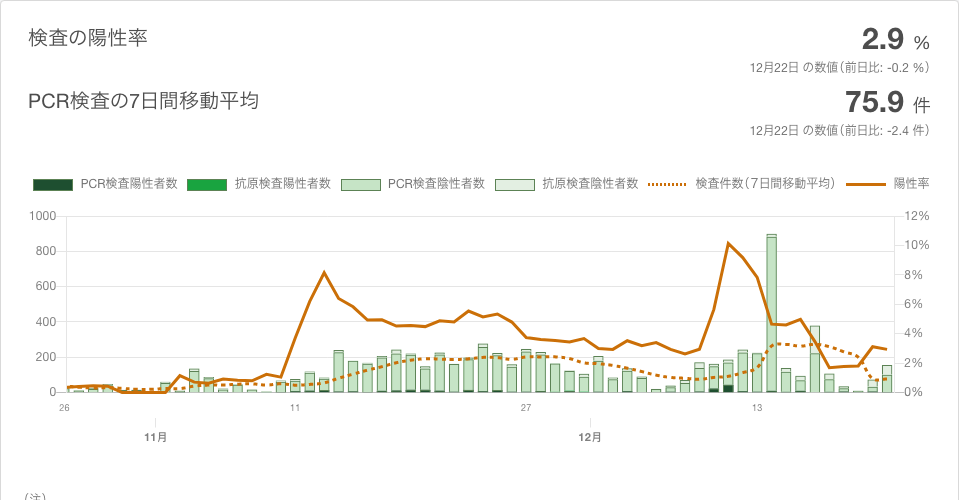 検査の陽性率
2.9 %
12月22日 の数値（前日比: -0.2 %）
PCR検査の7日間移動平均
75.9 件
12月22日 の数値（前日比: -2.4 件）
PCR検査陽性者数 抗原検査陽性者数 PCR検査陰性者数 抗原検査陰性者数 検査件数（7日間移動平均） 陽性率
1000 12%
10%
800
8%
600
6%
400
4%
200
2%
0 0%
26 11 27 13
11月 12月
（注）